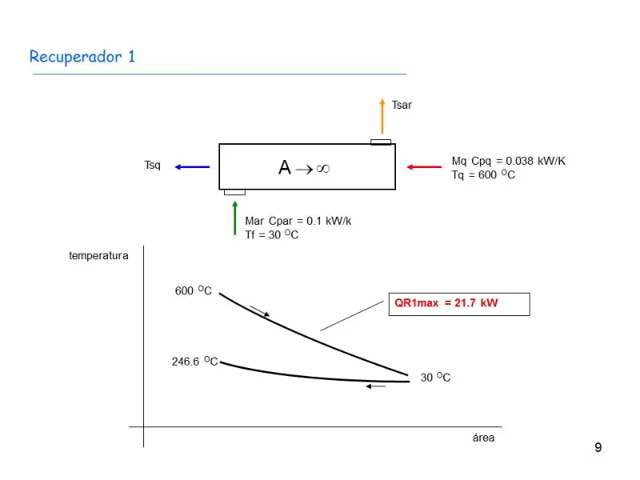 Recuperador 1
Tsar
Tsq
A → ∞
Mq Cpq = 0.038 kW/K
Tq = 600 ºC
Mar Cpar = 0.1 kW/k
Tf = 30 ºC
temperatura
600 ºC
QR1max = 21.7 kW
246.6 ºC
30 ºC
área
9